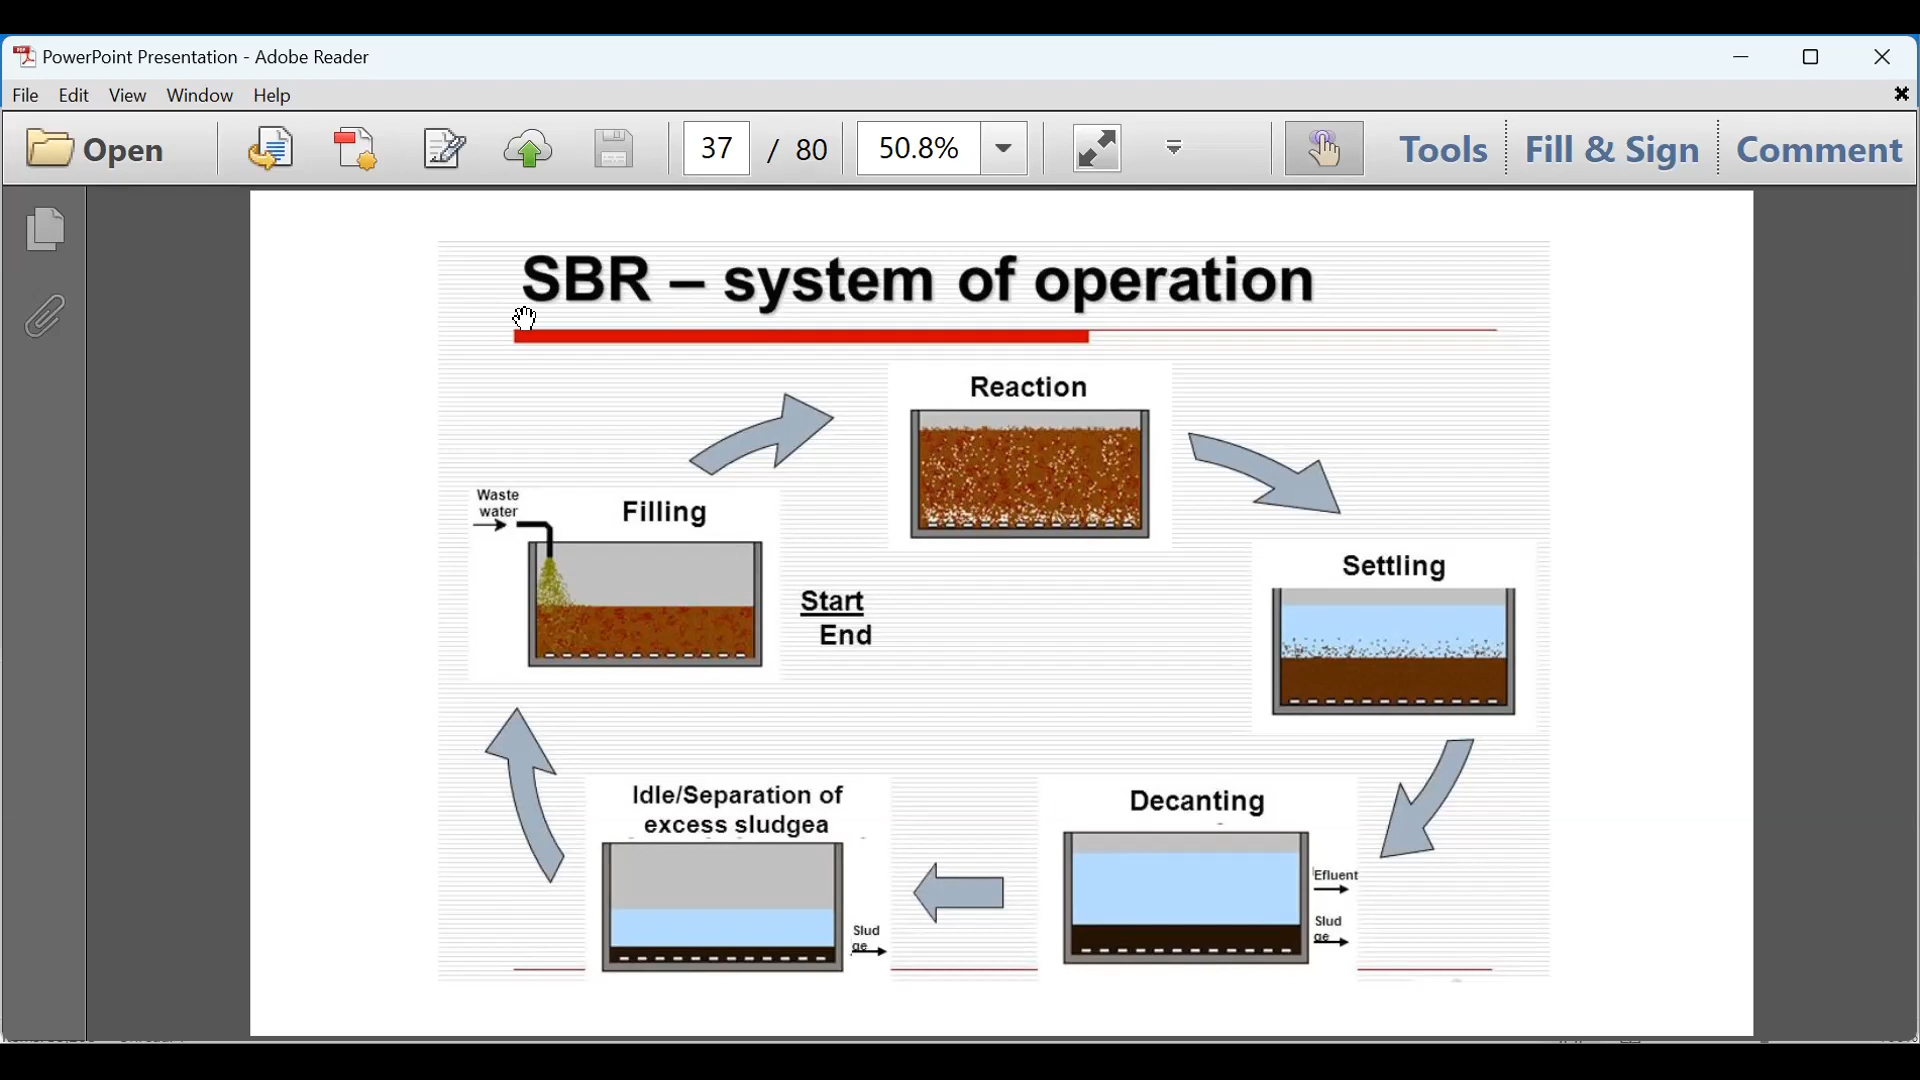 PowerPoint Presentation - Adobe Reader
File Edit View Window Help
Open 37 / 80 50.8% Tools Fill & Sign Comment
SBR – system of operation
Reaction
Waste
water
Filling
Settling
Start
End
Idle/Separation of
excess sludgea
Decanting
Efluent
Slud
ge
Slud
ge